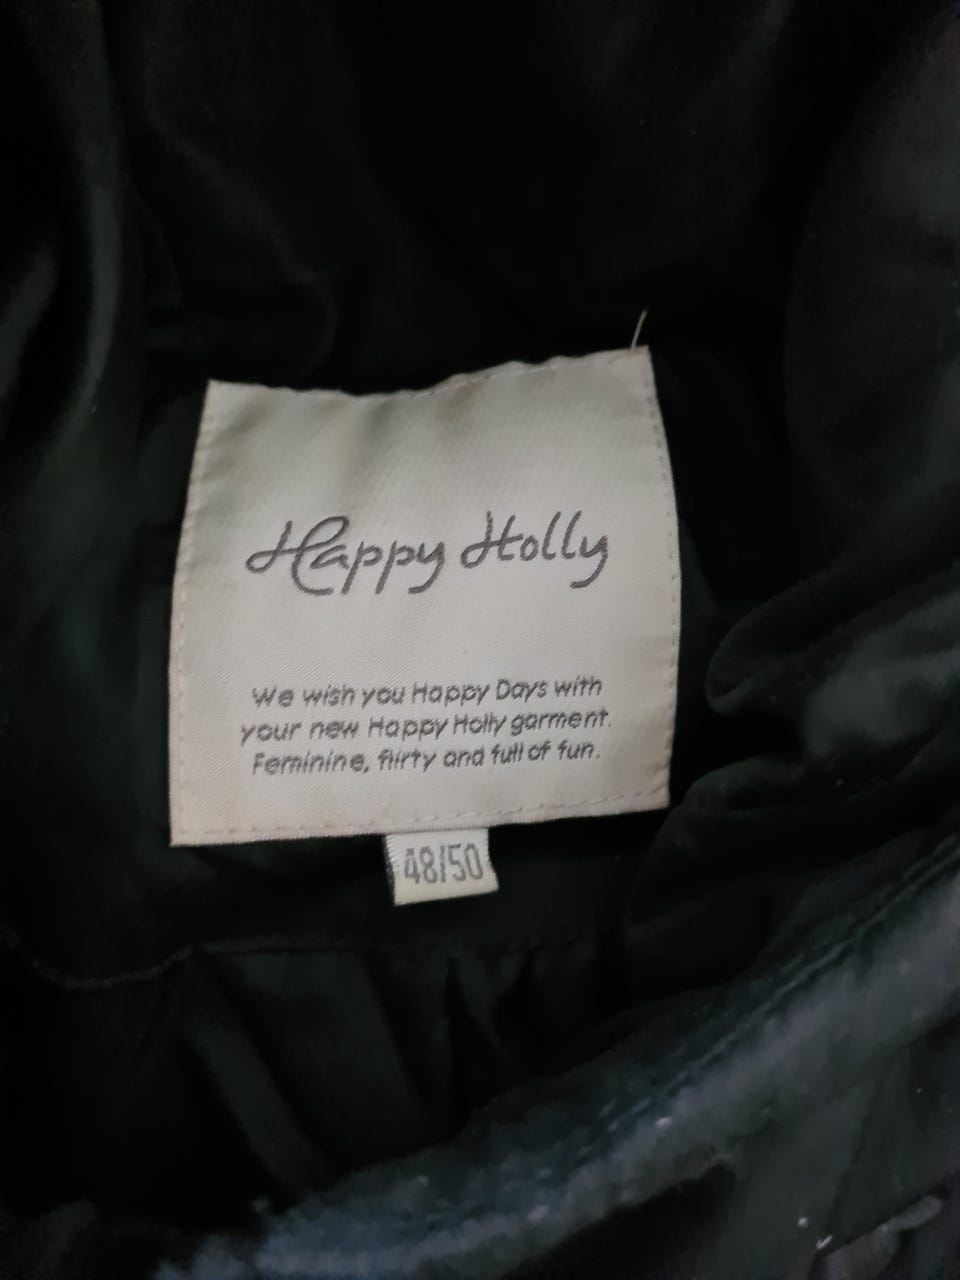 Happy Holly
We wish you Happy Days with
your new Happy Holly garment.
Feminine, flirty and full of fun.
48/50